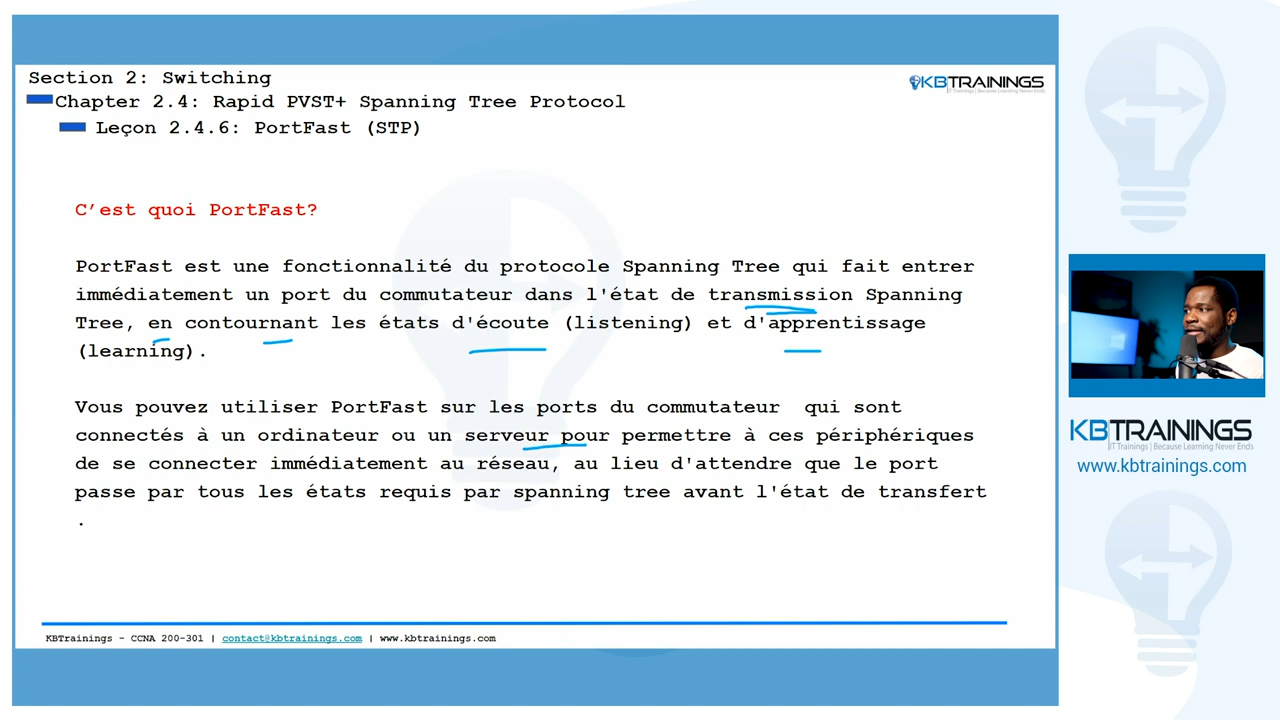 Section 2: Switching
KBTRAININGS
IT Trainings | Because Learning Never Ends
Chapter 2.4: Rapid PVST+ Spanning Tree Protocol
Leçon 2.4.6: PortFast (STP)
C’est quoi PortFast?
PortFast est une fonctionnalité du protocole Spanning Tree qui fait entrer
immédiatement un port du commutateur dans l'état de transmission Spanning
Tree, en contournant les états d'écoute (listening) et d'apprentissage
(learning).
Vous pouvez utiliser PortFast sur les ports du commutateur  qui sont
connectés à un ordinateur ou un serveur pour permettre à ces périphériques
de se connecter immédiatement au réseau, au lieu d'attendre que le port
passe par tous les états requis par spanning tree avant l'état de transfert
.
KBTrainings - CCNA 200-301 | contact@kbtrainings.com | www.kbtrainings.com
KBTRAININGS
IT Trainings | Because Learning Never Ends
www.kbtrainings.com